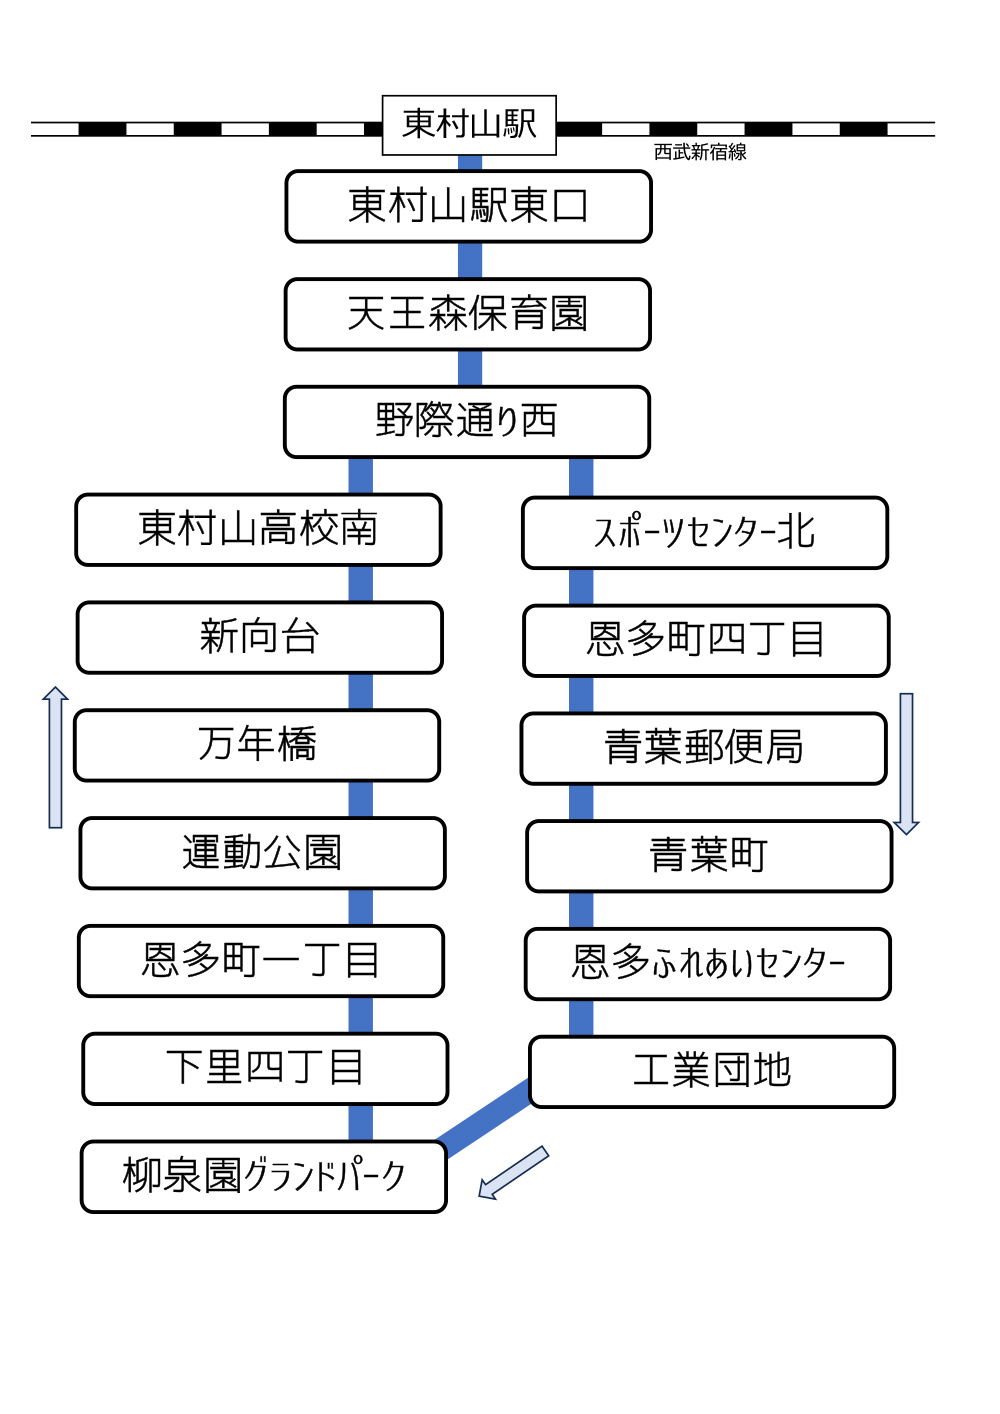 東村山駅
西武新宿線
東村山駅東口
天王森保育園
野際通り西
東村山高校南
新向台
万年橋
運動公園
恩多町一丁目
下里四丁目
柳泉園グランドパーク
スポーツセンター北
恩多町四丁目
青葉郵便局
青葉町
恩多ふれあいセンター
工業団地